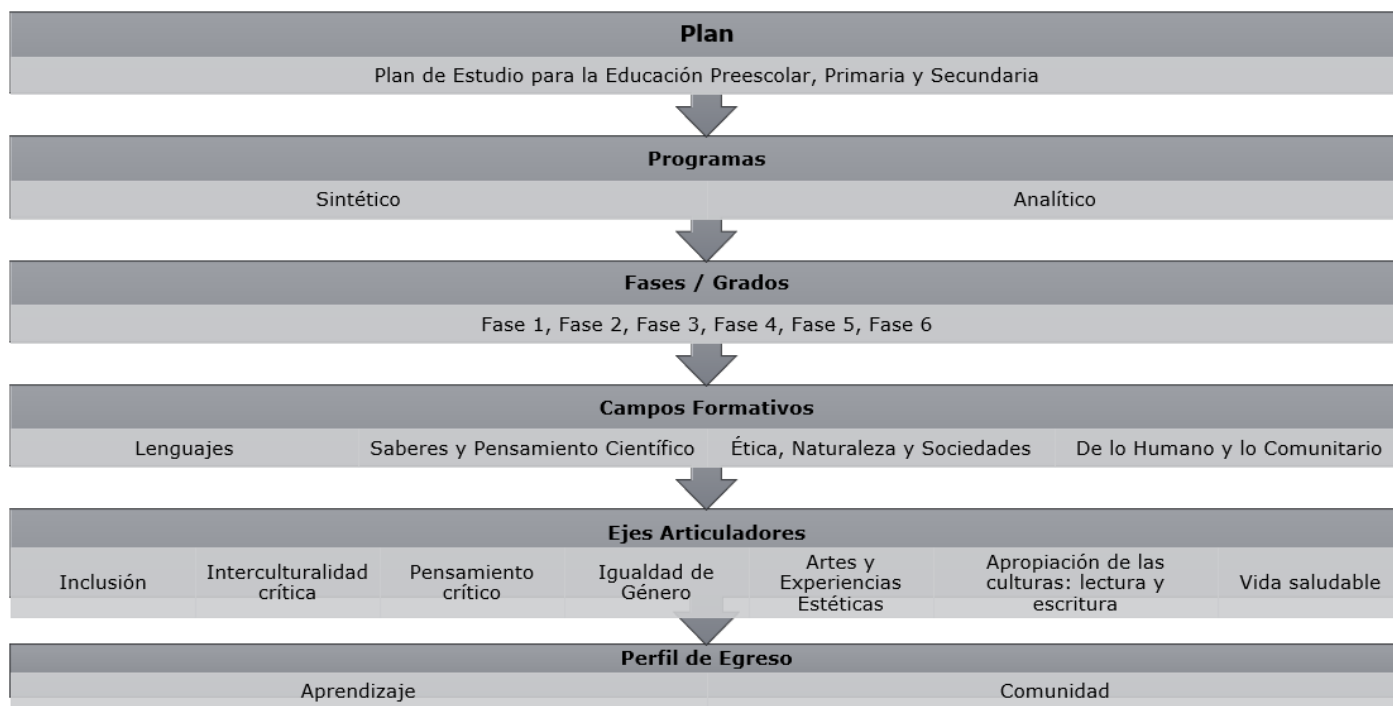 Plan
Plan de Estudio para la Educación Preescolar, Primaria y Secundaria
Programas
Sintético
Analítico
Fases / Grados
Fase 1, Fase 2, Fase 3, Fase 4, Fase 5, Fase 6
Campos Formativos
Lenguajes
Saberes y Pensamiento Científico
Ética, Naturaleza y Sociedades
De lo Humano y lo Comunitario
Ejes Articuladores
Inclusión
Interculturalidad
crítica
Pensamiento
crítico
Igualdad de
Género
Artes y
Experiencias
Estéticas
Apropiación de las
culturas: lectura y
escritura
Vida saludable
Perfil de Egreso
Aprendizaje
Comunidad